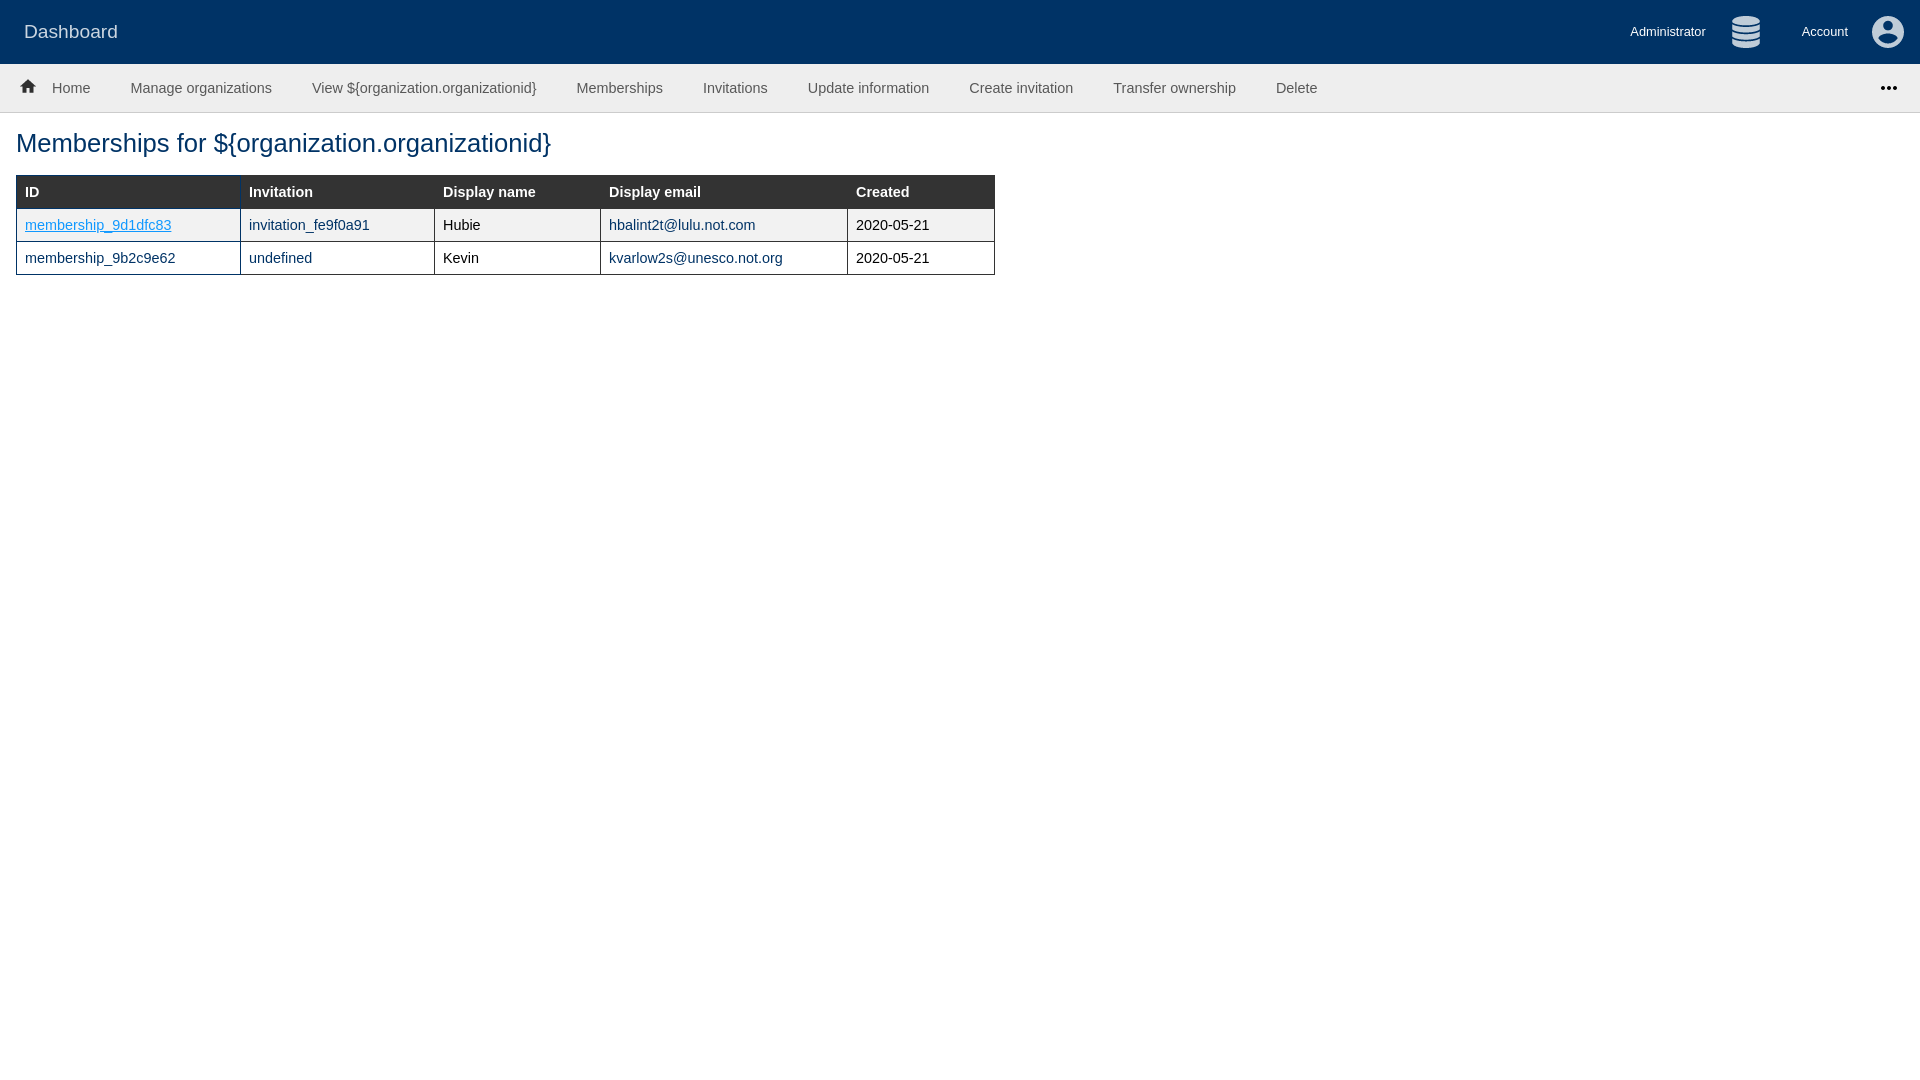 Dashboard
Administrator
Account
Home
Manage organizations
View ${organization.organizationid}
Memberships
Invitations
Update information
Create invitation
Transfer ownership
Delete
Memberships for ${organization.organizationid}
ID Invitation Display name Display email Created
membership_9d1dfc83 invitation_fe9f0a91 Hubie hbalint2t@lulu.not.com 2020-05-21
membership_9b2c9e62 undefined Kevin kvarlow2s@unesco.not.org 2020-05-21